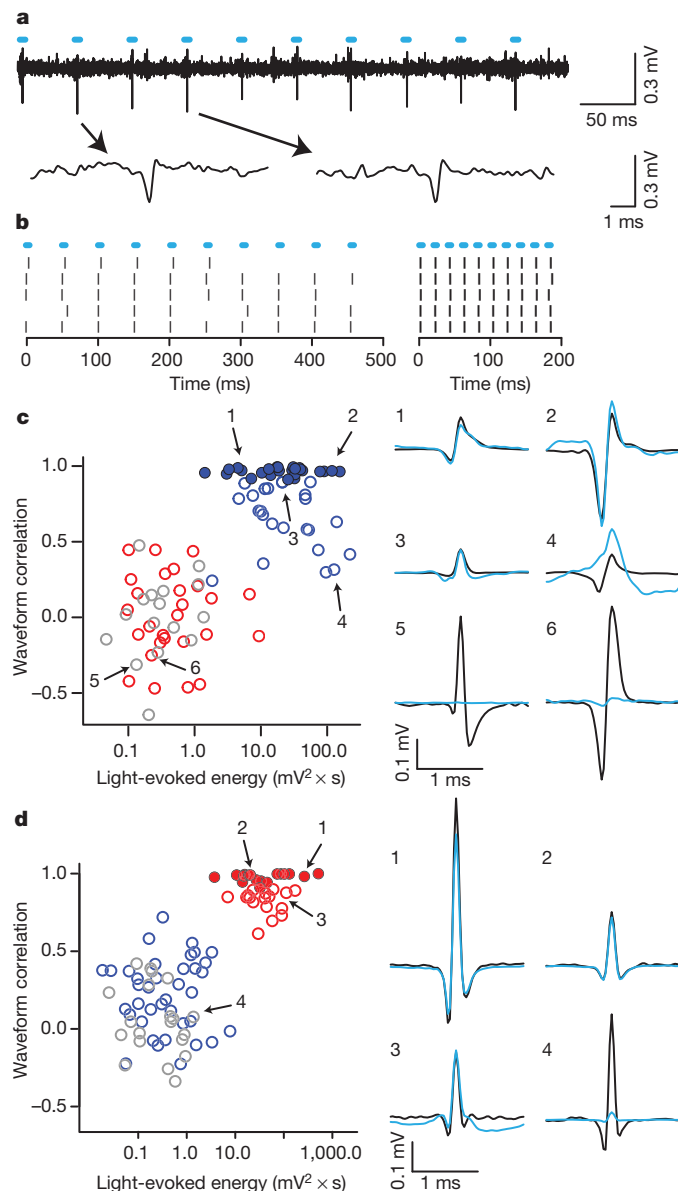 a
0.3 mV
50 ms
0.3 mV
1 ms
b
0 100 200 300 400 500
Time (ms)
0 100 200
Time (ms)
c
1 2
1.0
0.5
0.0
–0.5
Waveform correlation
3
4
5 6
0.1 1.0 10.0 100.0
Light-evoked energy (mV² × s)
1 2
3 4
5 6
0.1 mV
1 ms
d
2 1
1.0
0.5
0.0
–0.5
Waveform correlation
3
4
0.1 1.0 10.0 1,000.0
Light-evoked energy (mV² × s)
1 2
3 4
0.1 mV
1 ms